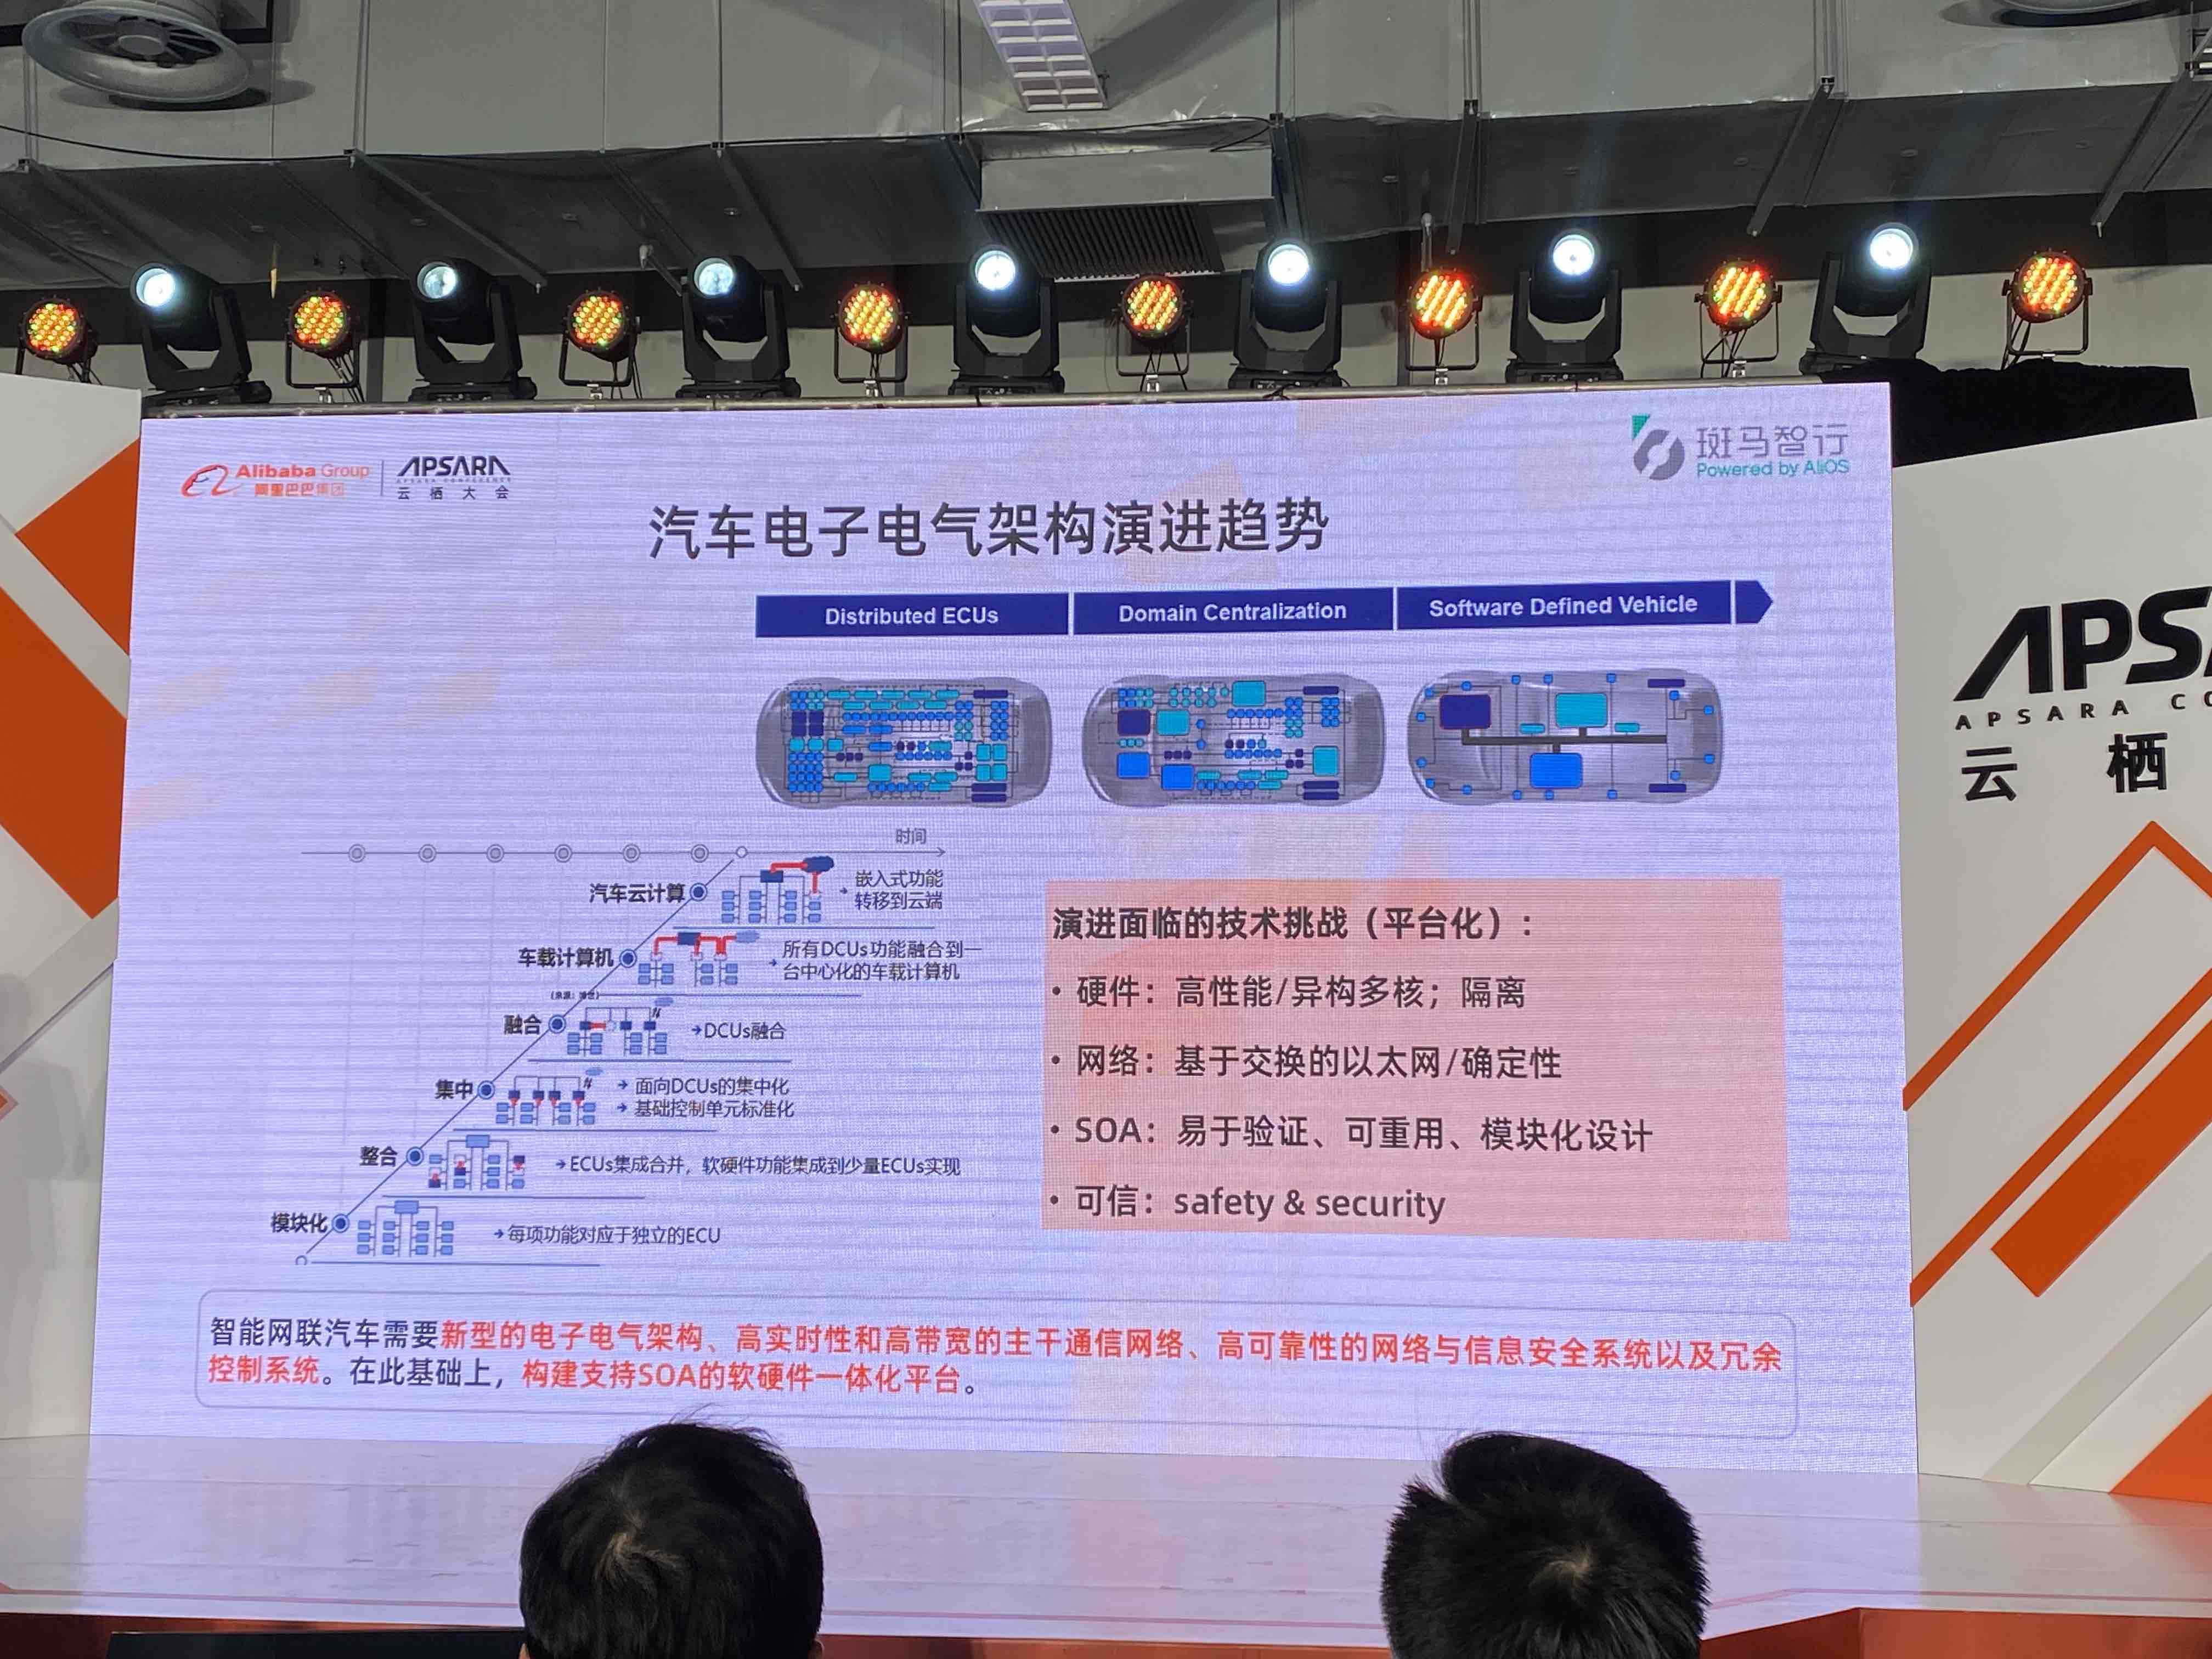 Alibaba Group
阿里巴巴集团
APSARA
APSARA CONFERENCE
云栖大会
斑马智行
Powered by AliOS
汽车电子电气架构演进趋势
Distributed ECUs
Domain Centralization
Software Defined Vehicle
时间
汽车云计算
嵌入式功能
转移到云端
车载计算机
所有DCUs功能融合到一
台中心化的车载计算机
(来源：博世)
融合
→DCUs融合
集中
→ 面向DCUs的集中化
→ 基础控制单元标准化
整合
→ECUs集成合并，软硬件功能集成到少量ECUs实现
模块化
→每项功能对应于独立的ECU
演进面临的技术挑战（平台化）:
• 硬件：高性能/异构多核；隔离
• 网络：基于交换的以太网/确定性
• SOA：易于验证、可重用、模块化设计
• 可信：safety & security
智能网联汽车需要新型的电子电气架构、高实时性和高带宽的主干通信网络、高可靠性的网络与信息安全系统以及冗余
控制系统。在此基础上，构建支持SOA的软硬件一体化平台。
APS
APSARA CO
云栖